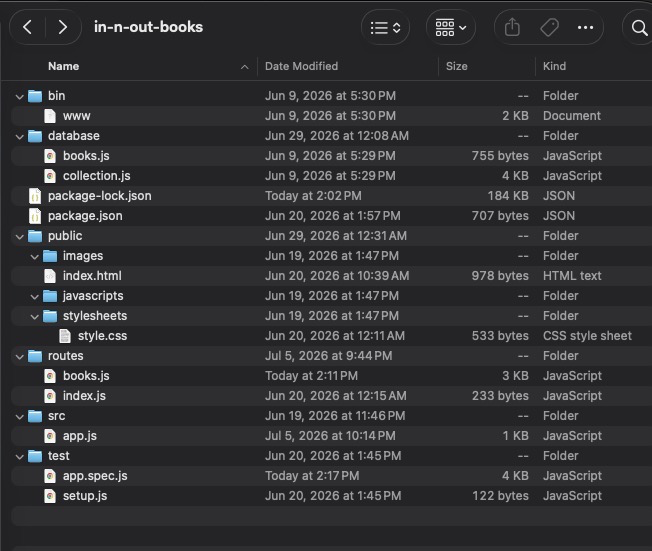 in-n-out-books
Name Date Modified Size Kind
bin Jun 9, 2026 at 5:30 PM -- Folder
www Jun 9, 2026 at 5:30 PM 2 KB Document
database Jun 29, 2026 at 12:08 AM -- Folder
books.js Jun 9, 2026 at 5:29 PM 755 bytes JavaScript
collection.js Jun 9, 2026 at 5:29 PM 4 KB JavaScript
package-lock.json Today at 2:02 PM 184 KB JSON
package.json Jun 20, 2026 at 1:57 PM 707 bytes JSON
public Jun 29, 2026 at 12:31 AM -- Folder
images Jun 19, 2026 at 1:47 PM -- Folder
index.html Jun 20, 2026 at 10:39 AM 978 bytes HTML text
javascripts Jun 19, 2026 at 1:47 PM -- Folder
stylesheets Jun 19, 2026 at 1:47 PM -- Folder
style.css Jun 20, 2026 at 12:11 AM 533 bytes CSS style sheet
routes Jul 5, 2026 at 9:44 PM -- Folder
books.js Today at 2:11 PM 3 KB JavaScript
index.js Jun 20, 2026 at 12:15 AM 233 bytes JavaScript
src Jun 19, 2026 at 11:46 PM -- Folder
app.js Jul 5, 2026 at 10:14 PM 1 KB JavaScript
test Jun 20, 2026 at 1:45 PM -- Folder
app.spec.js Today at 2:17 PM 4 KB JavaScript
setup.js Jun 20, 2026 at 1:45 PM 122 bytes JavaScript